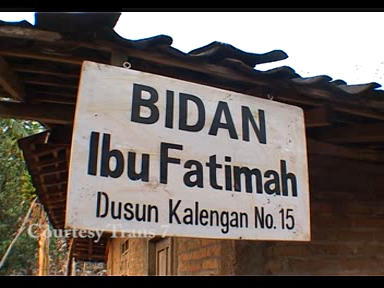 BIDAN
Ibu Fatimah
Dusun Kalengan No.15
Courtesy Trans 7